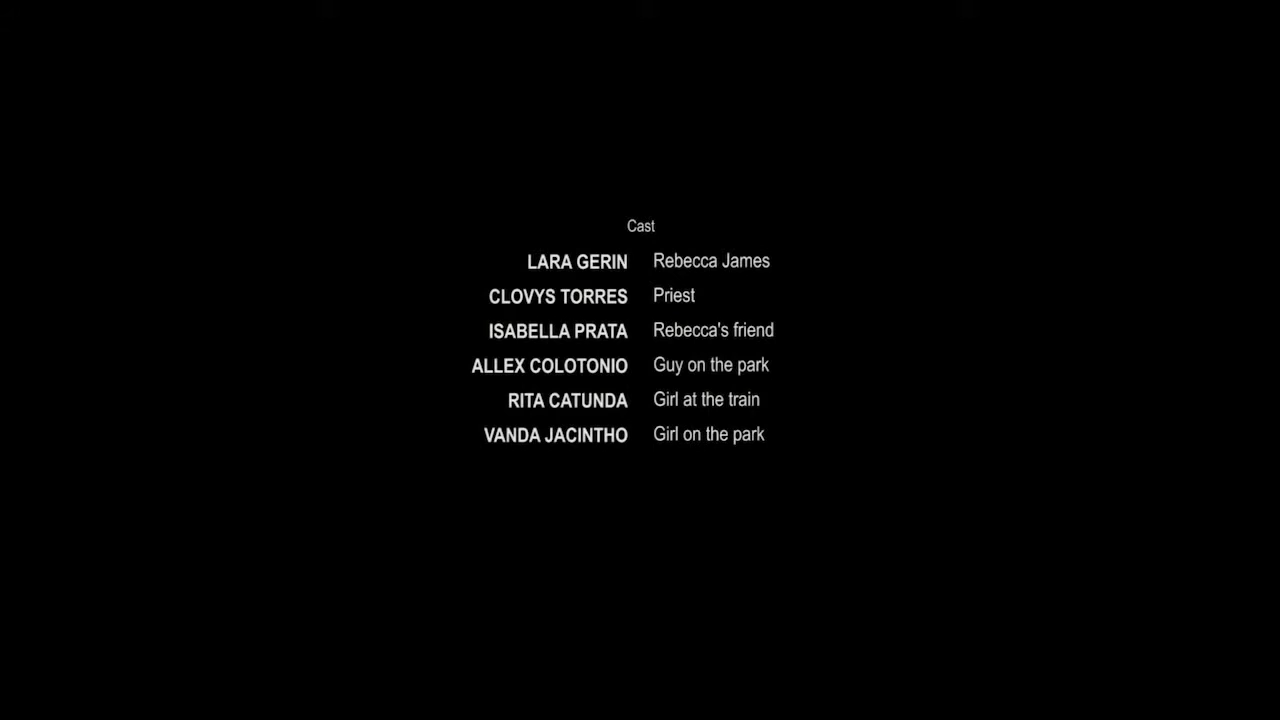 Cast
LARA GERIN Rebecca James
CLOVYS TORRES Priest
ISABELLA PRATA Rebecca's friend
ALLEX COLOTONIO Guy on the park
RITA CATUNDA Girl at the train
VANDA JACINTHO Girl on the park